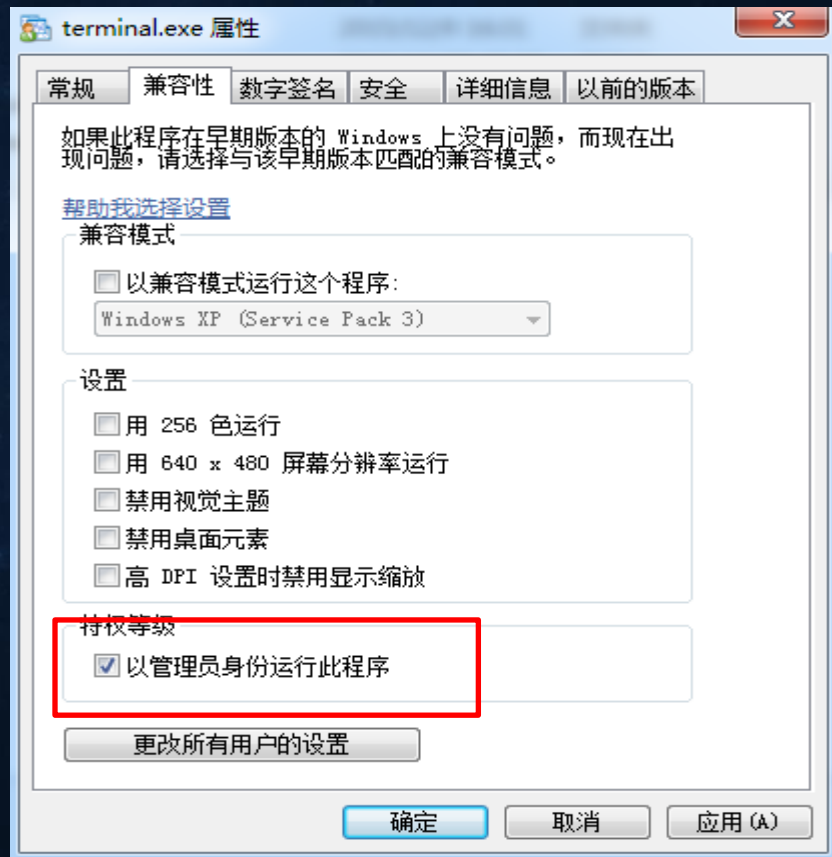 terminal.exe 属性
常规 兼容性 数字签名 安全 详细信息 以前的版本
如果此程序在早期版本的 Windows 上没有问题，而现在出
现问题，请选择与该早期版本匹配的兼容模式。
帮助我选择设置
兼容模式
以兼容模式运行这个程序:
Windows XP (Service Pack 3)
设置
用 256 色运行
用 640 x 480 屏幕分辨率运行
禁用视觉主题
禁用桌面元素
高 DPI 设置时禁用显示缩放
特权等级
以管理员身份运行此程序
更改所有用户的设置
确定 取消 应用(A)